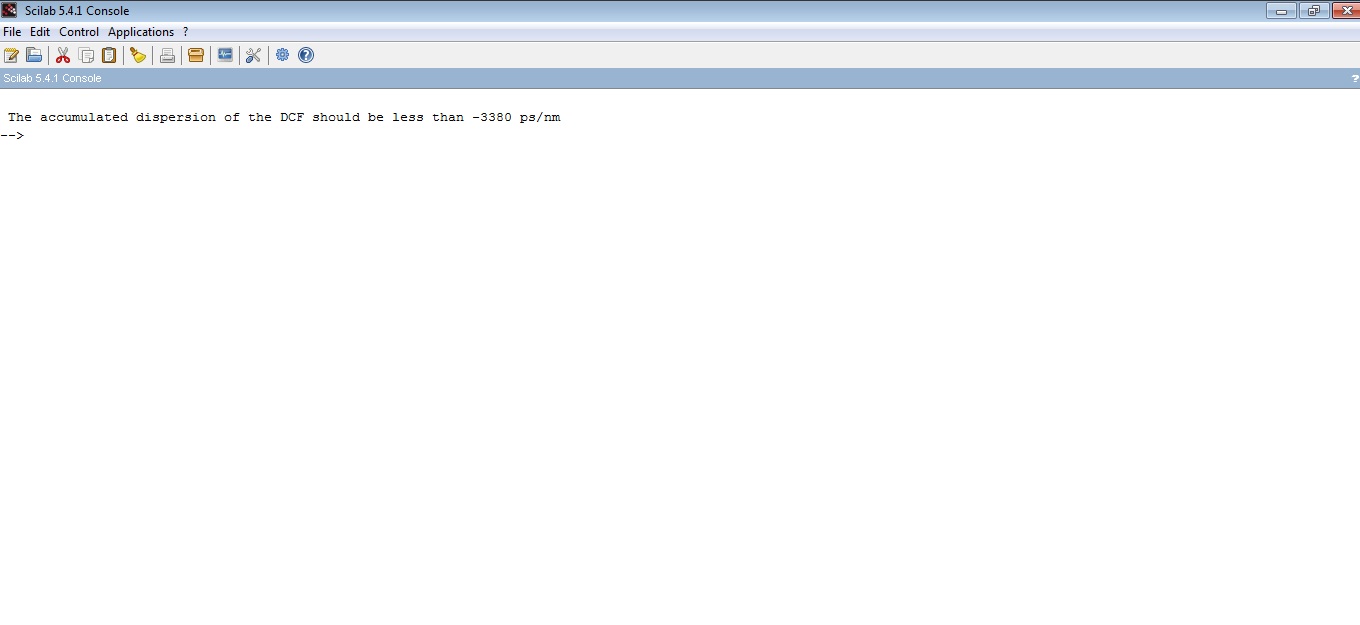 Scilab 5.4.1 Console
File Edit Control Applications ?
Scilab 5.4.1 Console ?
The accumulated dispersion of the DCF should be less than -3380 ps/nm
-->